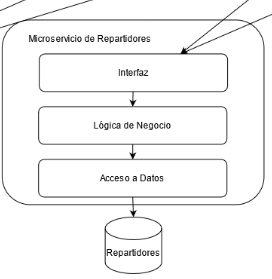 Microservicio de Repartidores
Interfaz
Lógica de Negocio
Acceso a Datos
Repartidores